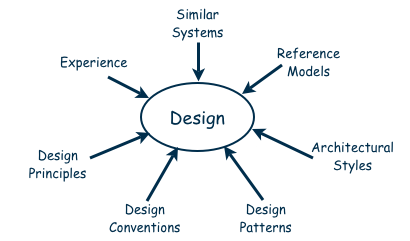 Similar
Systems
Experience
Reference
Models
Design
Design
Principles
Architectural
Styles
Design
Conventions
Design
Patterns